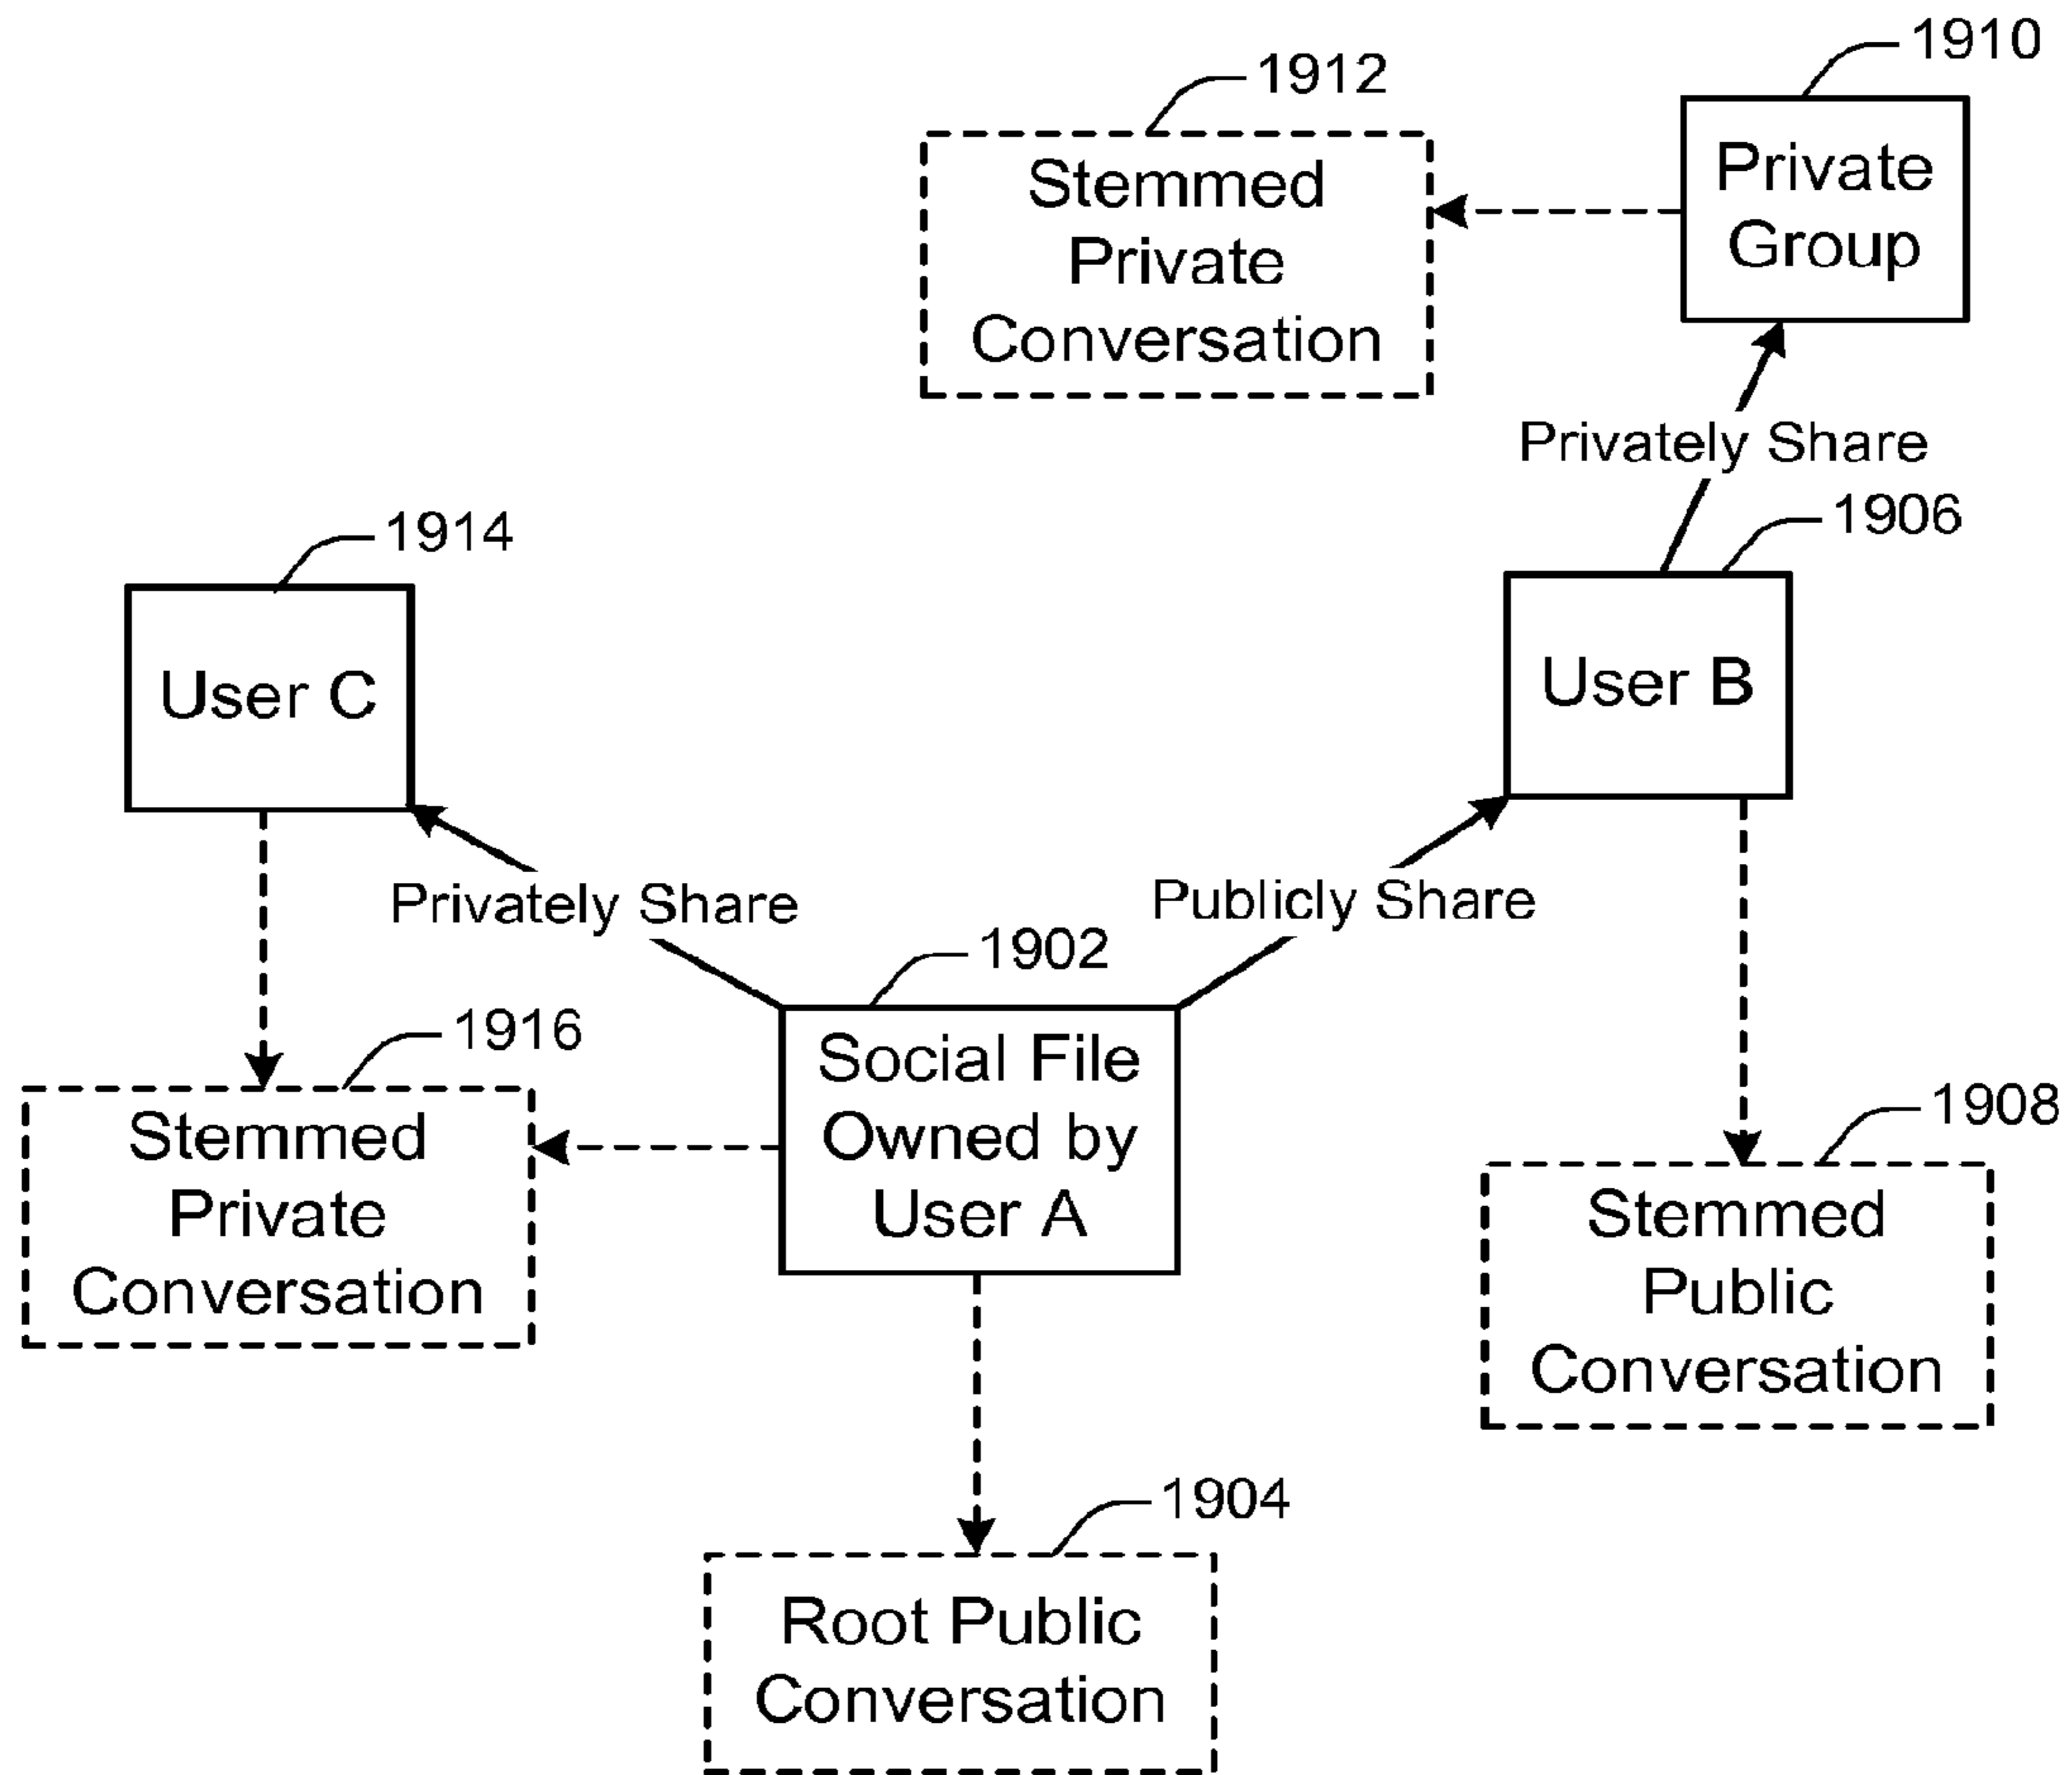 1910
1912
Private
Group
Stemmed
Private
Conversation
Privately Share
1906
1914
User B
User C
Privately Share
Publicly Share
1902
1916
Social File
Owned by
User A
Stemmed
Private
Conversation
1908
Stemmed
Public
Conversation
1904
Root Public
Conversation